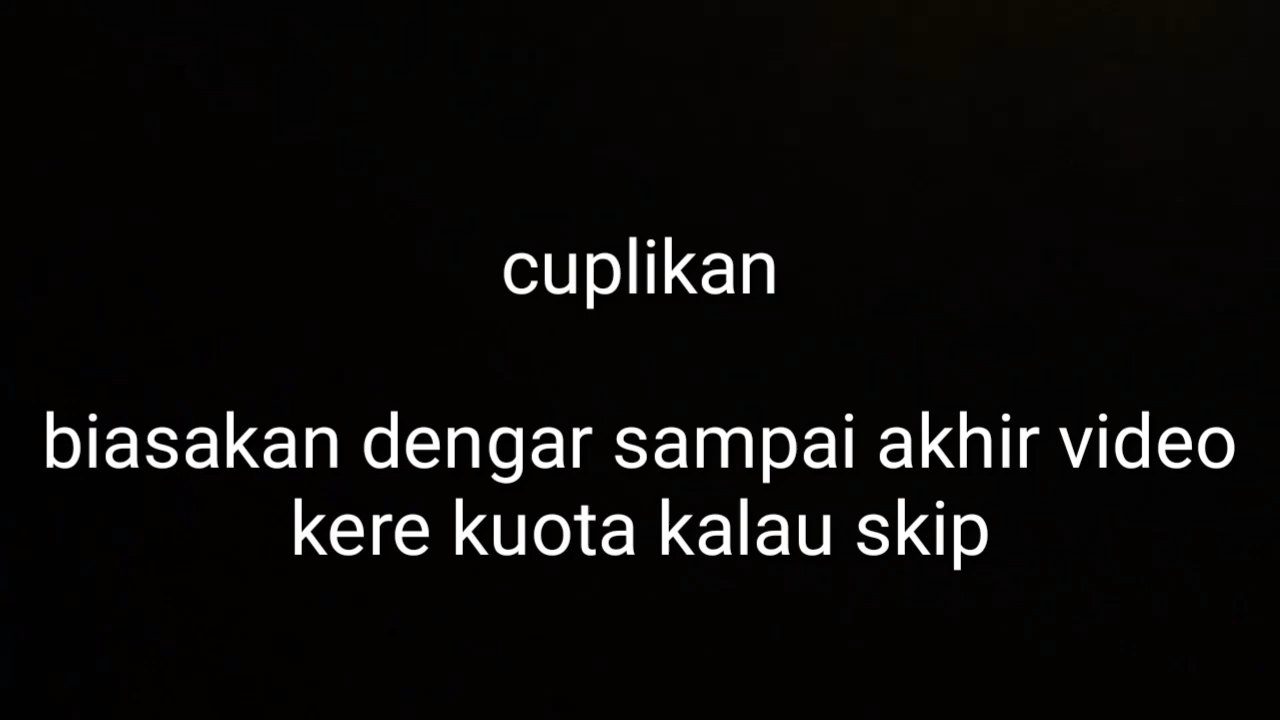 cuplikan
biasakan dengar sampai akhir video
kere kuota kalau skip